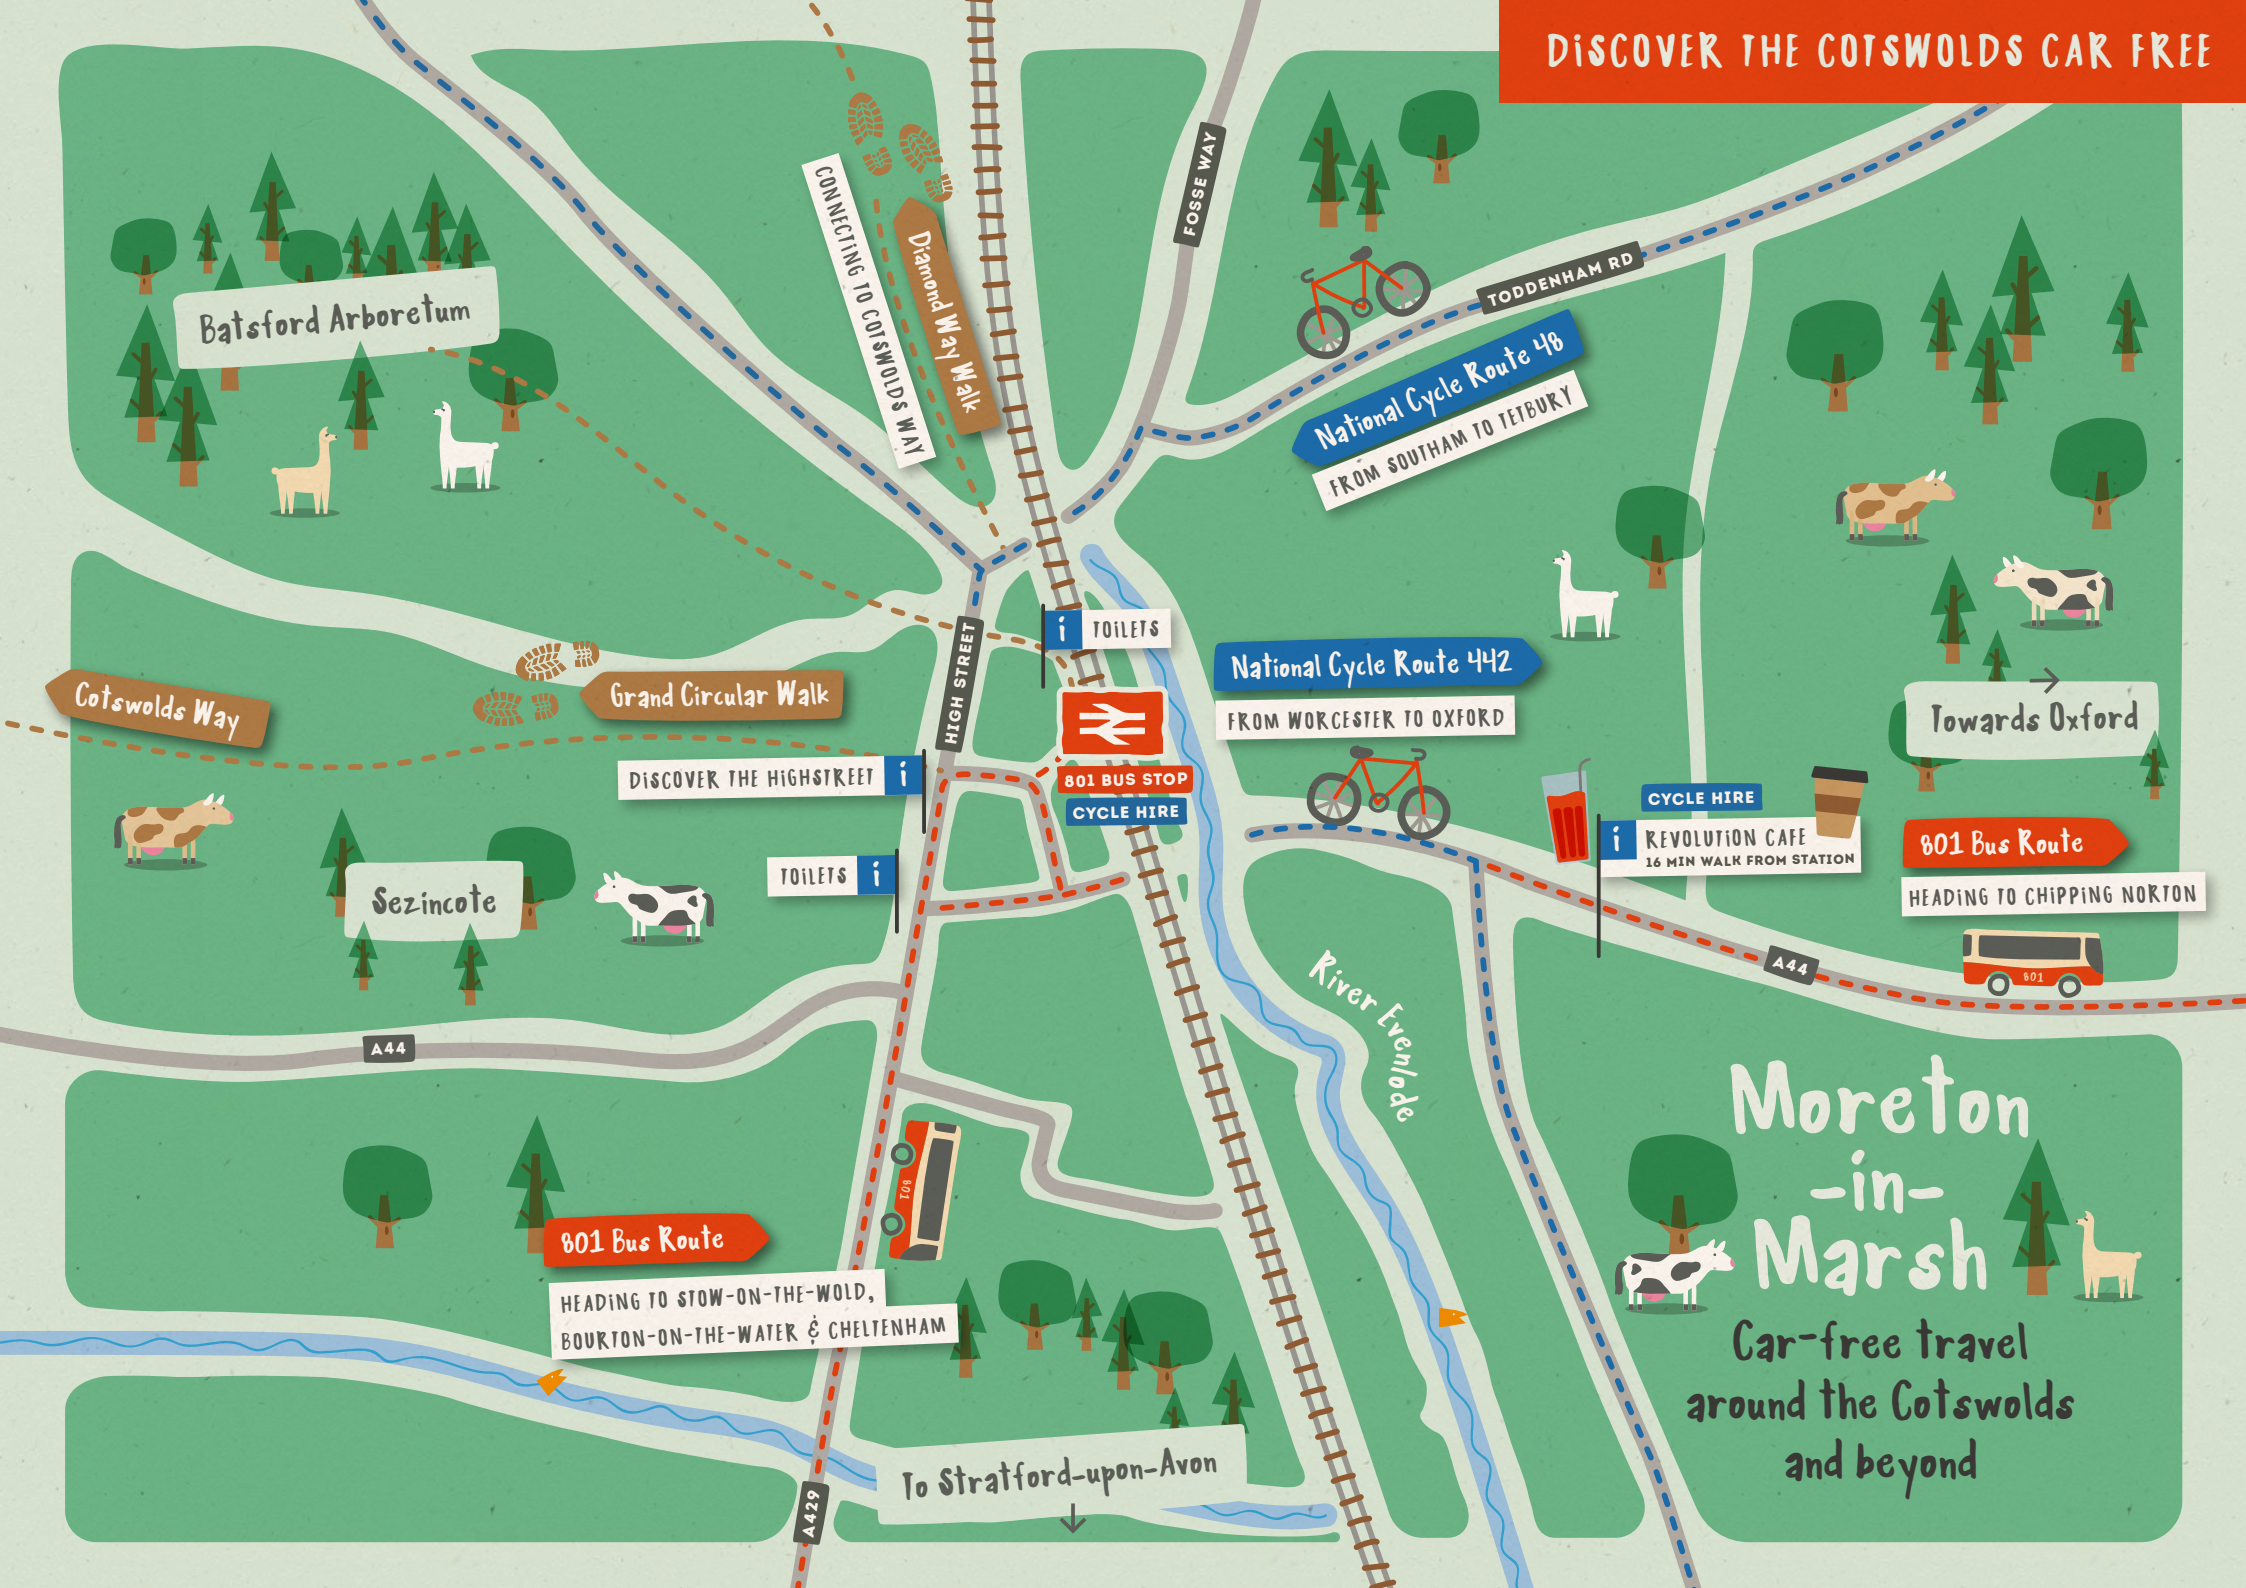 DISCOVER THE COTSWOLDS CAR FREE
FOSSE WAY
CONNECTING TO COTSWOLDS WAY
Diamond Way Walk
TODDENHAM RD
National Cycle Route 48
FROM SOUTHAM TO TETBURY
Batsford Arboretum
i TOILETS
HIGH STREET
National Cycle Route 442
FROM WORCESTER TO OXFORD
Cotswolds Way
Grand Circular Walk
Towards Oxford
DISCOVER THE HIGHSTREET i
801 BUS STOP
CYCLE HIRE
CYCLE HIRE
i REVOLUTION CAFE
16 MIN WALK FROM STATION
801 Bus Route
HEADING TO CHIPPING NORTON
TOILETS i
Sezincote
A44
801
River Evenlode
A44
Moreton
-in-
Marsh
Car-free travel
around the Cotswolds
and beyond
801
801 Bus Route
HEADING TO STOW-ON-THE-WOLD,
BOURTON-ON-THE-WATER & CHELTENHAM
To Stratford-upon-Avon
A429